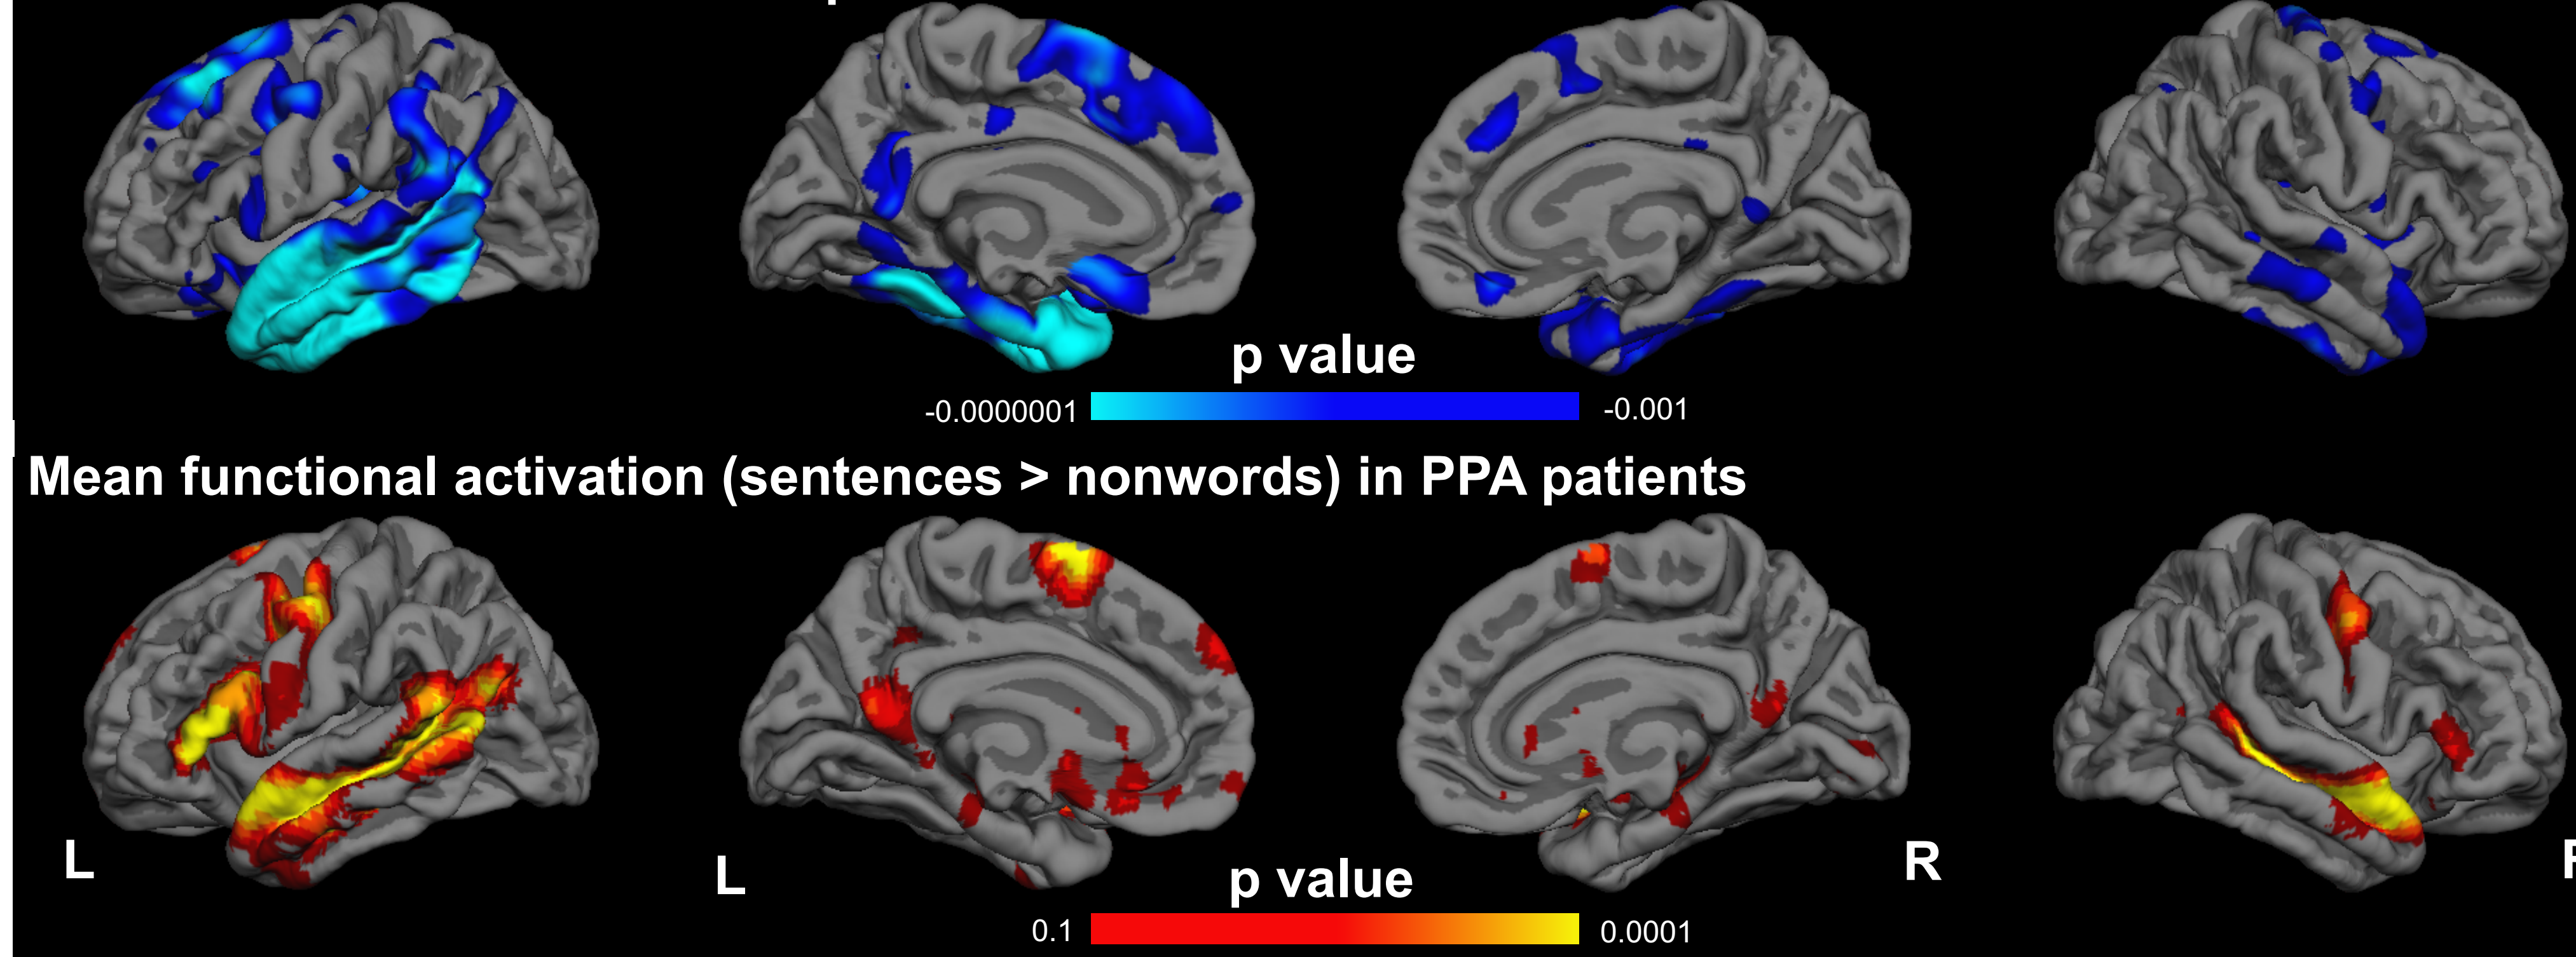 p value
-0.0000001 -0.001
Mean functional activation (sentences > nonwords) in PPA patients
L L R
p value
0.1 0.0001